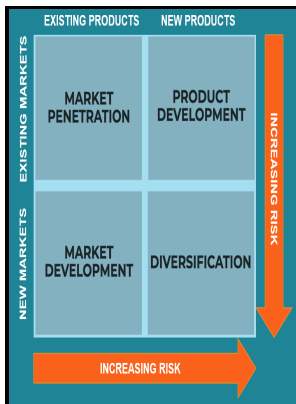 EXISTING PRODUCTS
NEW PRODUCTS
EXISTING MARKETS
MARKET
PENETRATION
PRODUCT
DEVELOPMENT
INCREASING RISK
NEW MARKETS
MARKET
DEVELOPMENT
DIVERSIFICATION
INCREASING RISK